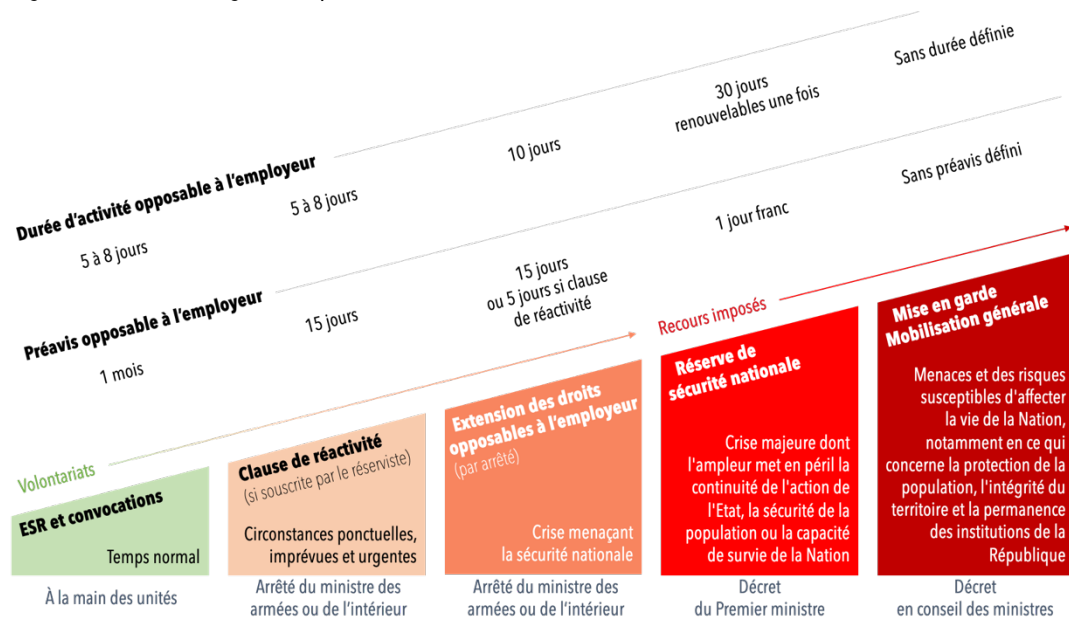 Durée d'activité opposable à l'employeur
5 à 8 jours
5 à 8 jours
10 jours
30 jours
renouvelables une fois
Sans durée définie
Préavis opposable à l'employeur
1 mois
15 jours
15 jours
ou 5 jours si clause
de réactivité
1 jour franc
Sans préavis défini
Volontariats
Recours imposés
ESR et convocations
Temps normal
À la main des unités
Clause de réactivité
(si souscrite par le réserviste)
Circonstances ponctuelles,
imprévues et urgentes
Arrêté du ministre des
armées ou de l'intérieur
Extension des droits
opposables à l'employeur
(par arrêté)
Crise menaçant
la sécurité nationale
Arrêté du ministre des
armées ou de l'intérieur
Réserve de
sécurité nationale
Crise majeure dont
l'ampleur met en péril la
continuité de l'action de
l'Etat, la sécurité de la
population ou la capacité
de survie de la Nation
Décret
du Premier ministre
Mise en garde
Mobilisation générale
Menaces et des risques
susceptibles d'affecter
la vie de la Nation,
notamment en ce qui
concerne la protection de la
population, l'intégrité du
territoire et la permanence
des institutions de la
République
Décret
en conseil des ministres